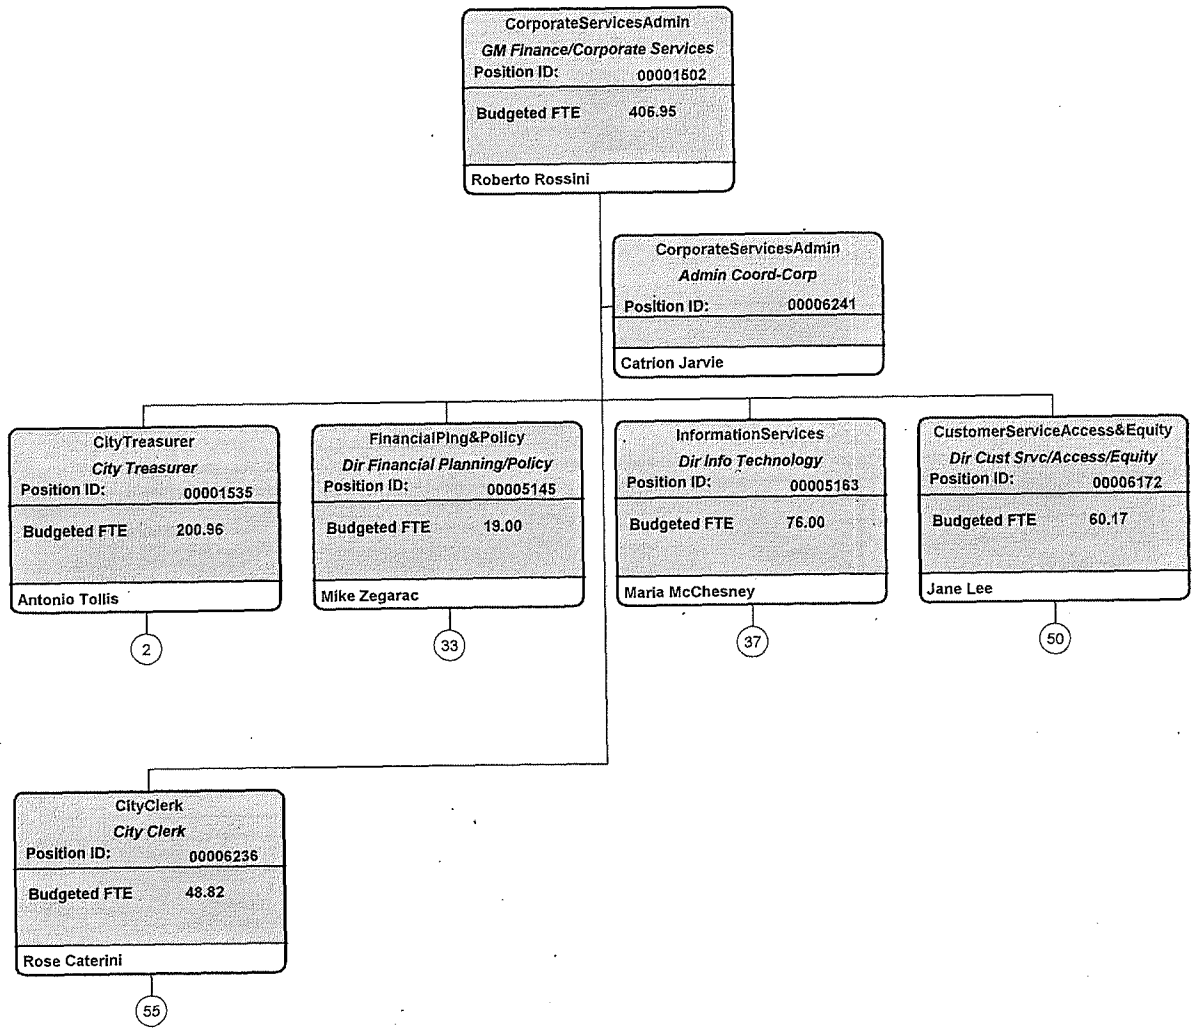 CorporateServicesAdmin
GM Finance/Corporate Services
Position ID: 00001502
Budgeted FTE 406.95
Roberto Rossini
CorporateServicesAdmin
Admin Coord-Corp
Position ID: 00006241
Catrion Jarvie
CityTreasurer
City Treasurer
Position ID: 00001535
Budgeted FTE 200.96
Antonio Tollis
2
FinancialPlng&Policy
Dir Financial Planning/Policy
Position ID: 00005145
Budgeted FTE 19.00
Mike Zegarac
33
InformationServices
Dir Info Technology
Position ID: 00005163
Budgeted FTE 76.00
Maria McChesney
37
CustomerServiceAccess&Equity
Dir Cust Srvc/Access/Equity
Position ID: 00006172
Budgeted FTE 60.17
Jane Lee
50
CityClerk
City Clerk
Position ID: 00006236
Budgeted FTE 48.82
Rose Caterini
55